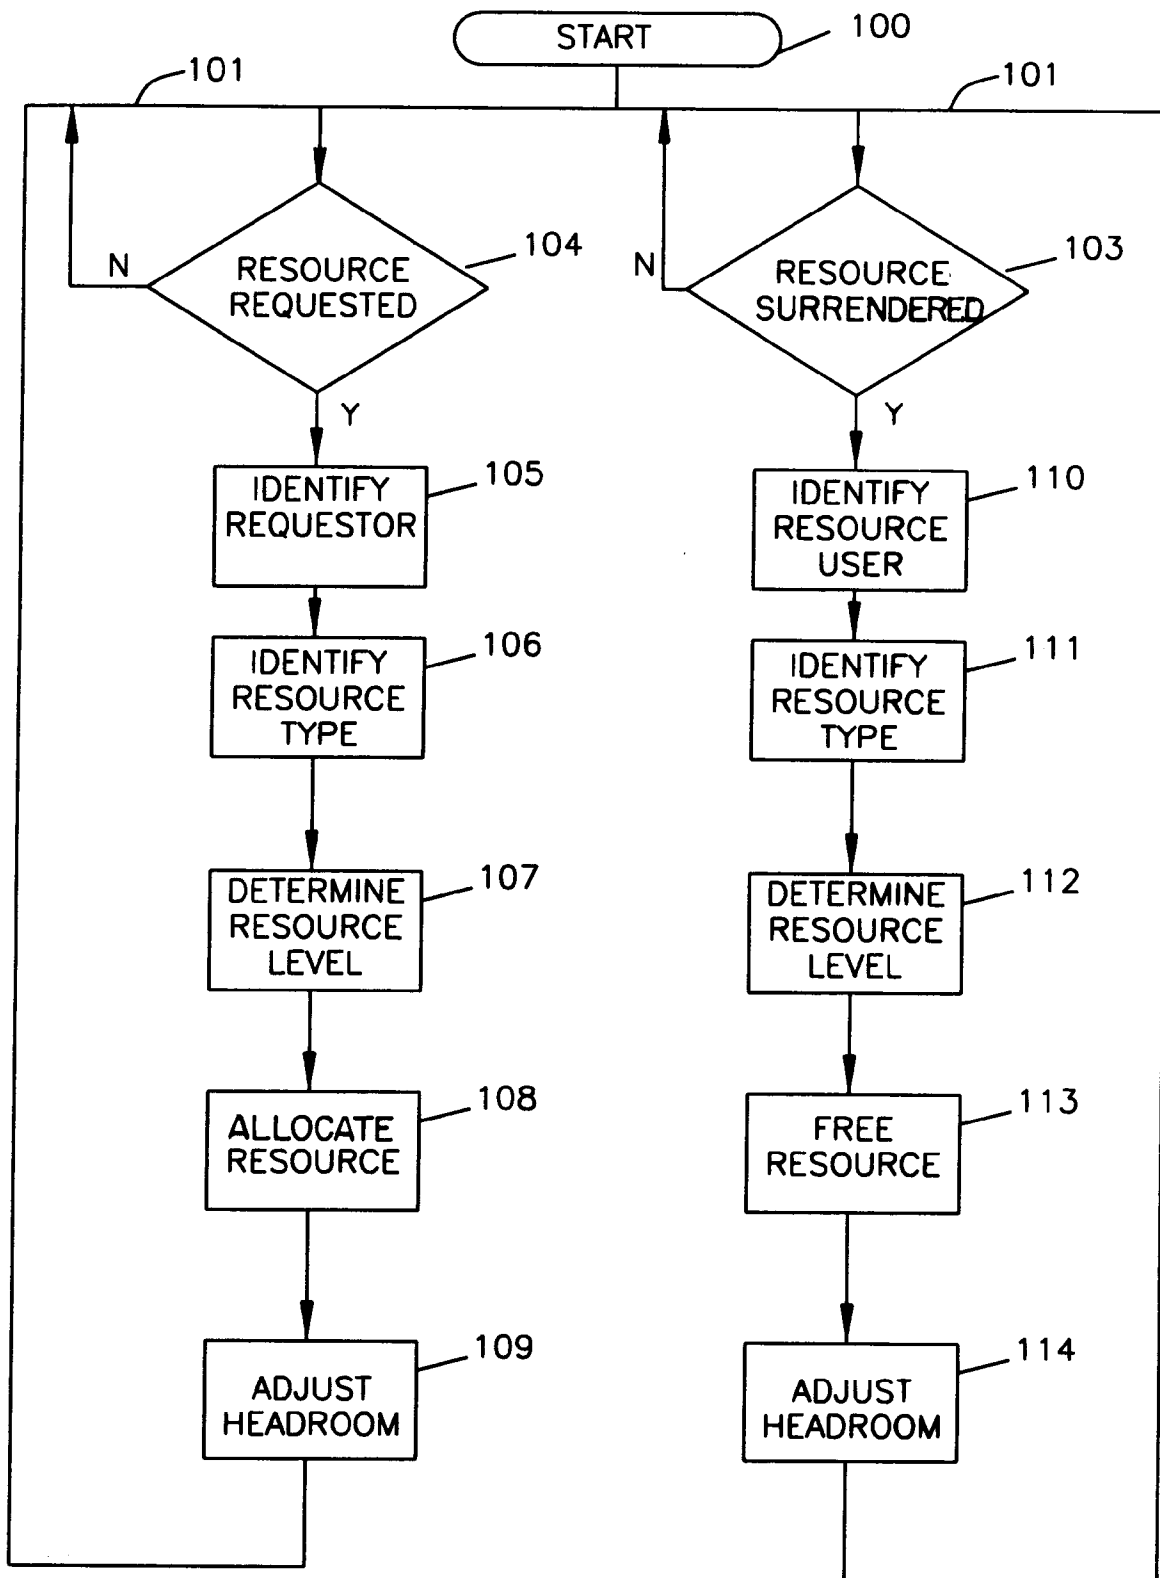 START
100
101
101
RESOURCE
REQUESTED
104
N
Y
RESOURCE
SURRENDERED
103
N
Y
IDENTIFY
REQUESTOR
105
IDENTIFY
RESOURCE
USER
110
IDENTIFY
RESOURCE
TYPE
106
IDENTIFY
RESOURCE
TYPE
111
DETERMINE
RESOURCE
LEVEL
107
DETERMINE
RESOURCE
LEVEL
112
ALLOCATE
RESOURCE
108
FREE
RESOURCE
113
ADJUST
HEADROOM
109
ADJUST
HEADROOM
114